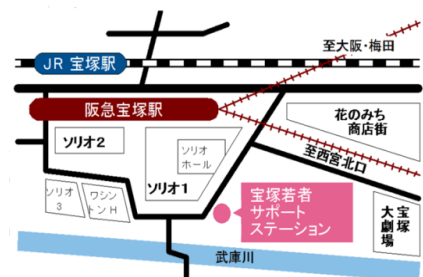 至大阪・梅田
JR 宝塚駅
阪急宝塚駅
花のみち
商店街
ソリオ2
ソリオ
ホール
至西宮北口
ソリオ1
ソリオ
3
ワシン
トンH
宝塚若者
サポート
ステーション
宝塚
大劇場
武庫川